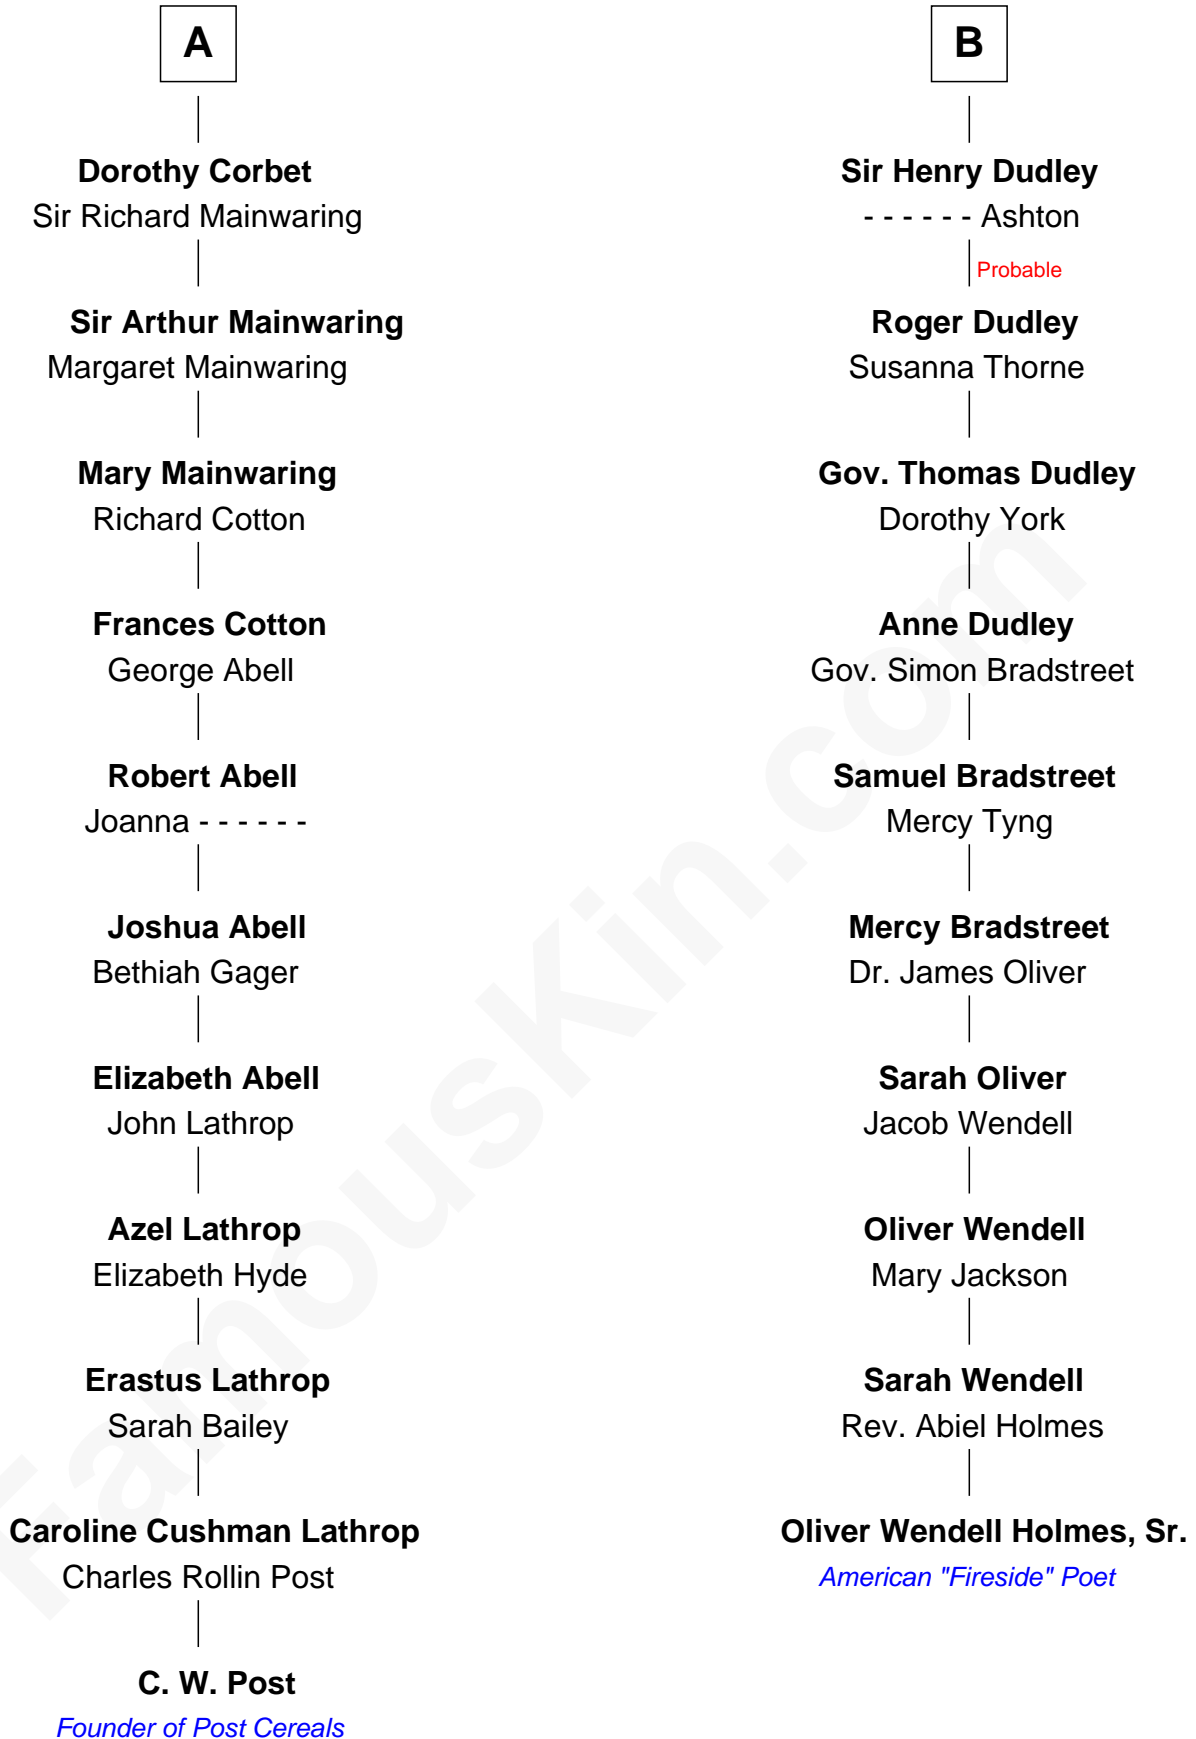 A
Dorothy Corbet
Sir Richard Mainwaring
Sir Arthur Mainwaring
Margaret Mainwaring
Mary Mainwaring
Richard Cotton
Frances Cotton
George Abell
Robert Abell
Joanna - - - - - -
Joshua Abell
Bethiah Gager
Elizabeth Abell
John Lathrop
Azel Lathrop
Elizabeth Hyde
Erastus Lathrop
Sarah Bailey
Caroline Cushman Lathrop
Charles Rollin Post
C. W. Post
Founder of Post Cereals
B
Sir Henry Dudley
- - - - - - Ashton
Probable
Roger Dudley
Susanna Thorne
Gov. Thomas Dudley
Dorothy York
Anne Dudley
Gov. Simon Bradstreet
Samuel Bradstreet
Mercy Tyng
Mercy Bradstreet
Dr. James Oliver
Sarah Oliver
Jacob Wendell
Oliver Wendell
Mary Jackson
Sarah Wendell
Rev. Abiel Holmes
Oliver Wendell Holmes, Sr.
American "Fireside" Poet
FamousKin.com